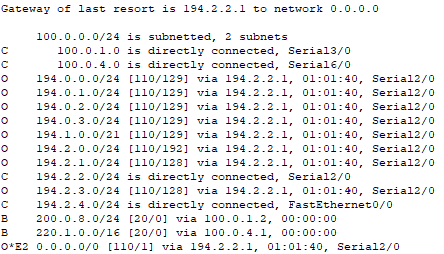 Gateway of last resort is 194.2.2.1 to network 0.0.0.0
100.0.0.0/24 is subnetted, 2 subnets
C 100.0.1.0 is directly connected, Serial3/0
C 100.0.4.0 is directly connected, Serial6/0
O 194.0.0.0/24 [110/129] via 194.2.2.1, 01:01:40, Serial2/0
O 194.0.1.0/24 [110/129] via 194.2.2.1, 01:01:40, Serial2/0
O 194.0.2.0/24 [110/129] via 194.2.2.1, 01:01:40, Serial2/0
O 194.0.3.0/24 [110/129] via 194.2.2.1, 01:01:40, Serial2/0
O 194.1.0.0/21 [110/129] via 194.2.2.1, 01:01:40, Serial2/0
O 194.2.0.0/24 [110/192] via 194.2.2.1, 01:01:40, Serial2/0
O 194.2.1.0/24 [110/128] via 194.2.2.1, 01:01:40, Serial2/0
C 194.2.2.0/24 is directly connected, Serial2/0
O 194.2.3.0/24 [110/128] via 194.2.2.1, 01:01:40, Serial2/0
C 194.2.4.0/24 is directly connected, FastEthernet0/0
B 200.0.8.0/24 [20/0] via 100.0.1.2, 00:00:00
B 220.1.0.0/16 [20/0] via 100.0.4.1, 00:00:00
O*E2 0.0.0.0/0 [110/1] via 194.2.2.1, 01:01:40, Serial2/0